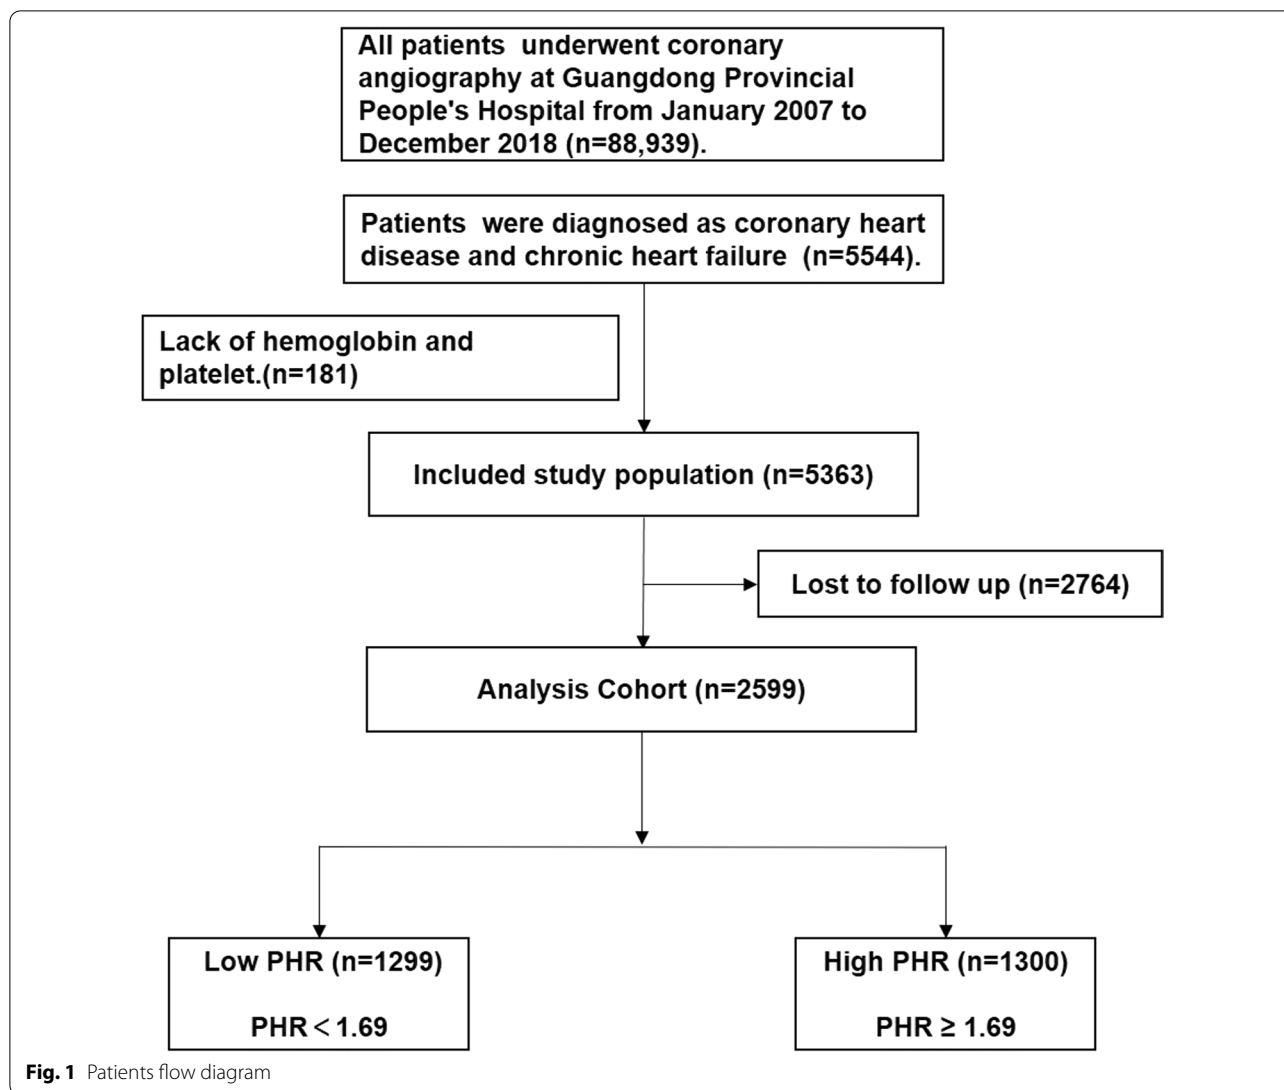 All patients underwent coronary
angiography at Guangdong Provincial
People's Hospital from January 2007 to
December 2018 (n=88,939).
Patients were diagnosed as coronary heart
disease and chronic heart failure (n=5544).
Lack of hemoglobin and
platelet.(n=181)
Included study population (n=5363)
Lost to follow up (n=2764)
Analysis Cohort (n=2599)
Low PHR (n=1299)
PHR < 1.69
High PHR (n=1300)
PHR ≥ 1.69
Fig. 1 Patients flow diagram